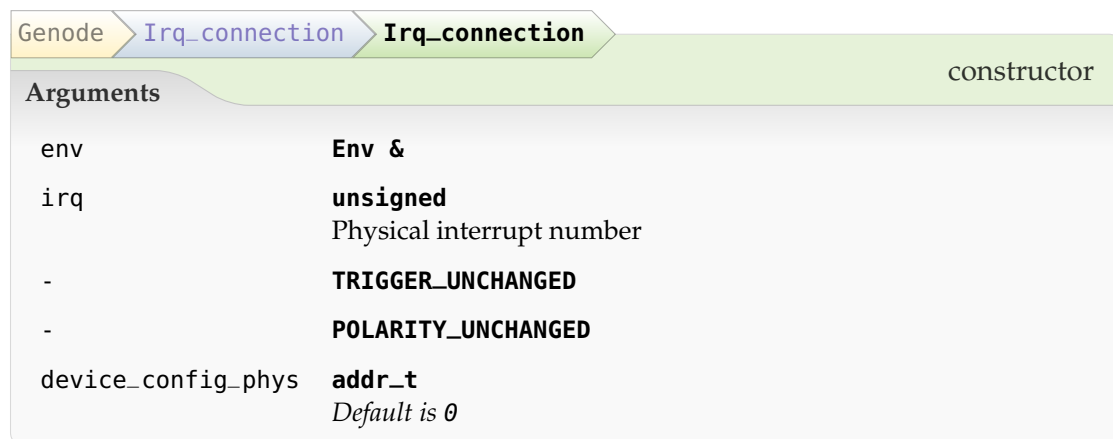 Genode Irq_connection Irq_connection
constructor
Arguments
env Env &
irq unsigned
Physical interrupt number
- TRIGGER_UNCHANGED
- POLARITY_UNCHANGED
device_config_phys addr_t
Default is 0